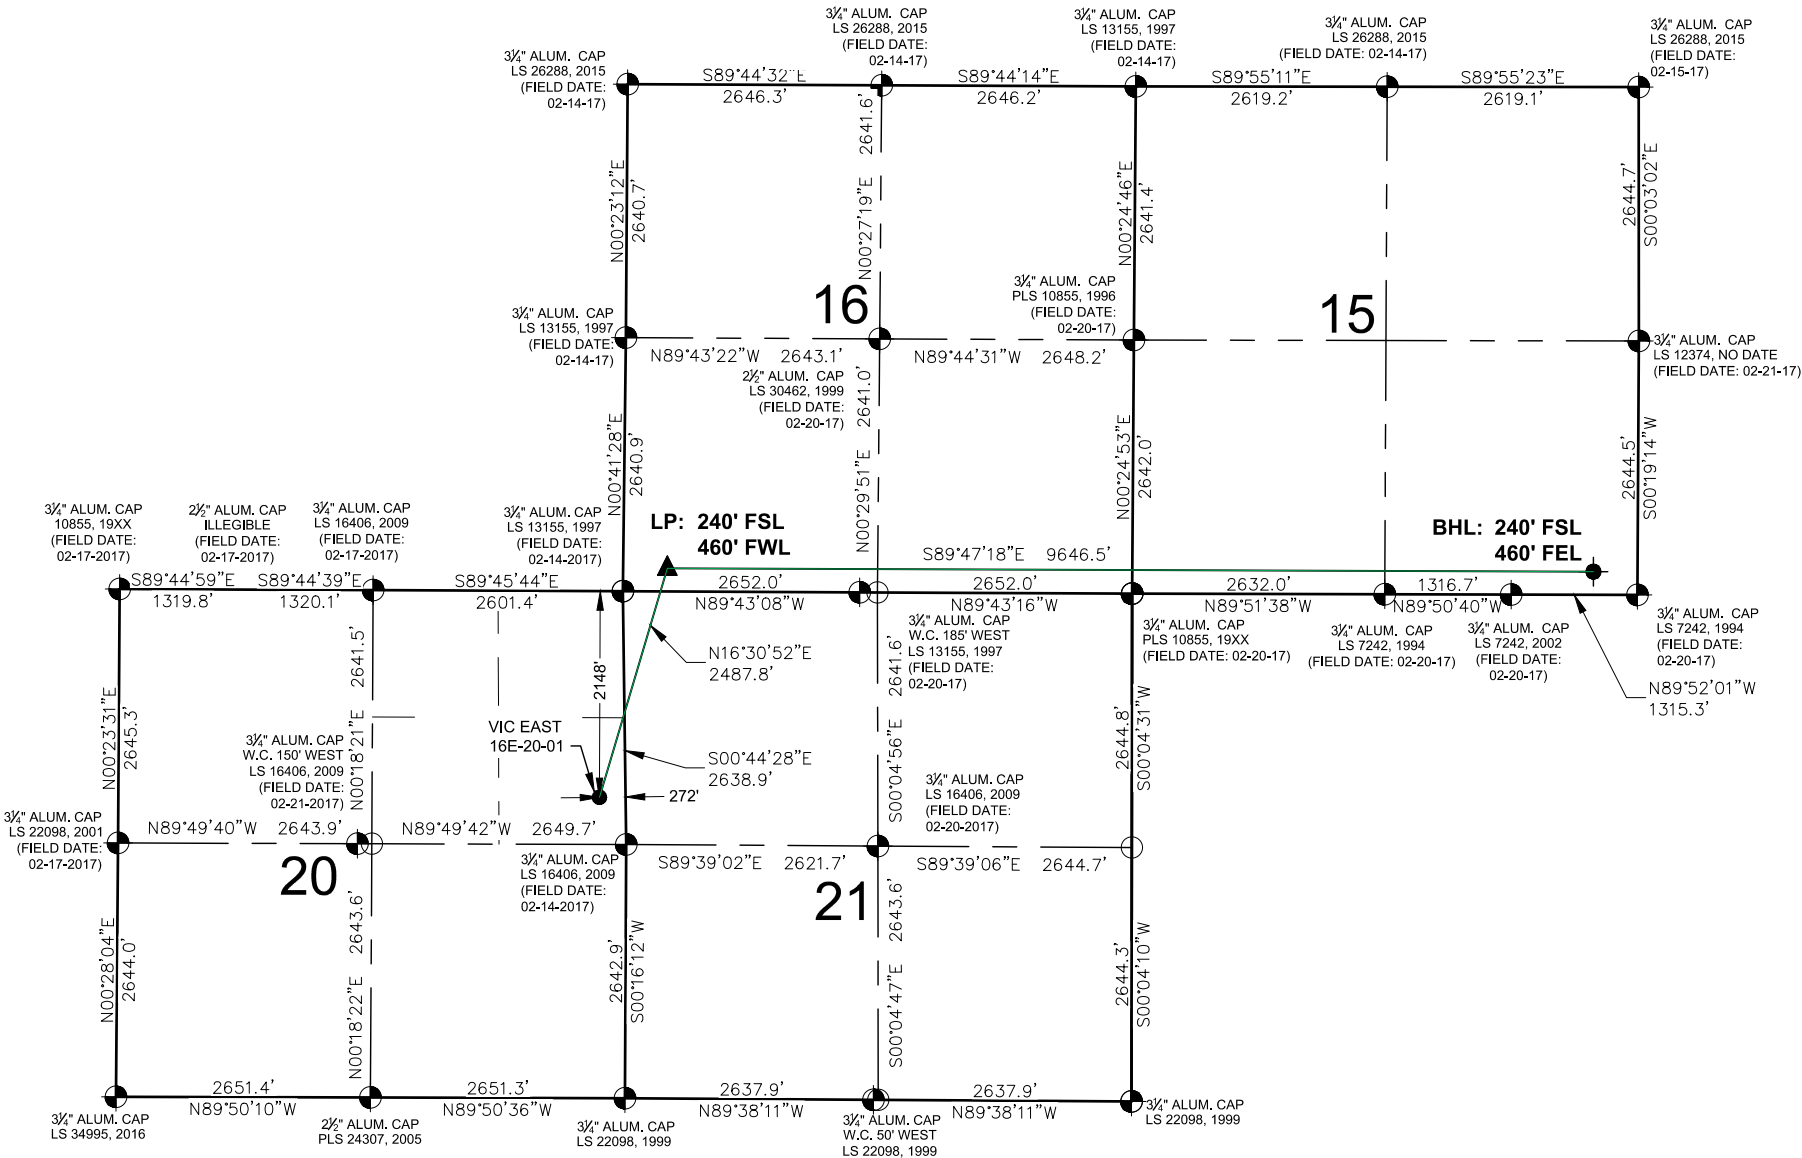 3¼" ALUM. CAP
LS 26288, 2015
(FIELD DATE:
02-14-17)
3¼" ALUM. CAP
LS 26288, 2015
(FIELD DATE:
02-14-17)
3¼" ALUM. CAP
LS 13155, 1997
(FIELD DATE:
02-14-17)
3¼" ALUM. CAP
LS 26288, 2015
(FIELD DATE: 02-14-17)
3¼" ALUM. CAP
LS 26288, 2015
(FIELD DATE:
02-15-17)
S89°44'32"E
2646.3'
S89°44'14"E
2646.2'
S89°55'11"E
2619.2'
S89°55'23"E
2619.1'
N00°23'12"E
2640.7'
N00°27'19"E 2641.6'
N00°24'46"E
2641.4'
2644.7'
S00°03'02"E
16
15
3¼" ALUM. CAP
LS 13155, 1997
(FIELD DATE:
02-14-17)
3¼" ALUM. CAP
PLS 10855, 1996
(FIELD DATE:
02-20-17)
3¼" ALUM. CAP
LS 12374, NO DATE
(FIELD DATE: 02-21-17)
N89°43'22"W 2643.1'
N89°44'31"W 2648.2'
2½" ALUM. CAP
LS 30462, 1999
(FIELD DATE:
02-20-17)
N00°41'28"E
2640.9'
N00°29'51"E 2641.0'
N00°24'53"E
2642.0'
2644.5'
S00°19'14"W
3¼" ALUM. CAP
10855, 19XX
(FIELD DATE:
02-17-2017)
2½" ALUM. CAP
ILLEGIBLE
(FIELD DATE:
02-17-2017)
3¼" ALUM. CAP
LS 16406, 2009
(FIELD DATE:
02-17-2017)
3¼" ALUM. CAP
LS 13155, 1997
(FIELD DATE:
02-14-2017)
LP: 240' FSL
460' FWL
BHL: 240' FSL
460' FEL
S89°47'18"E 9646.5'
S89°44'59"E
1319.8'
S89°44'39"E
1320.1'
S89°45'44"E
2601.4'
2652.0'
N89°43'08"W
2652.0'
N89°43'16"W
2632.0'
N89°51'38"W
1316.7'
N89°50'40"W
3¼" ALUM. CAP
W.C. 185' WEST
LS 13155, 1997
(FIELD DATE:
02-20-17)
3¼" ALUM. CAP
PLS 10855, 19XX
(FIELD DATE: 02-20-17)
3¼" ALUM. CAP
LS 7242, 1994
(FIELD DATE: 02-20-17)
3¼" ALUM. CAP
LS 7242, 2002
(FIELD DATE:
02-20-17)
3¼" ALUM. CAP
LS 7242, 1994
(FIELD DATE:
02-20-17)
N89°52'01"W
1315.3'
N16°30'52"E
2487.8'
2148'
VIC EAST
16E-20-01
272'
S00°44'28"E
2638.9'
N00°23'31"E
2645.3'
N00°18'21"E 2641.5'
S00°04'56"E 2641.6'
2644.8'
S00°04'31"W
3¼" ALUM. CAP
W.C. 150' WEST
LS 16406, 2009
(FIELD DATE:
02-21-2017)
3¼" ALUM. CAP
LS 22098, 2001
(FIELD DATE:
02-17-2017)
3¼" ALUM. CAP
LS 16406, 2009
(FIELD DATE:
02-20-2017)
N89°49'40"W 2643.9'
N89°49'42"W 2649.7'
S89°39'02"E 2621.7'
S89°39'06"E 2644.7'
20
21
3¼" ALUM. CAP
LS 16406, 2009
(FIELD DATE:
02-14-2017)
N00°28'04"E
2644.0'
N00°18'22"E 2643.6'
2642.9'
S00°16'12"W
S00°04'47"E 2643.6'
2644.3'
S00°04'10"W
2651.4'
N89°50'10"W
2651.3'
N89°50'36"W
2637.9'
N89°38'11"W
2637.9'
N89°38'11"W
3¼" ALUM. CAP
LS 34995, 2016
2½" ALUM. CAP
PLS 24307, 2005
3¼" ALUM. CAP
LS 22098, 1999
3¼" ALUM. CAP
W.C. 50' WEST
LS 22098, 1999
3¼" ALUM. CAP
LS 22098, 1999